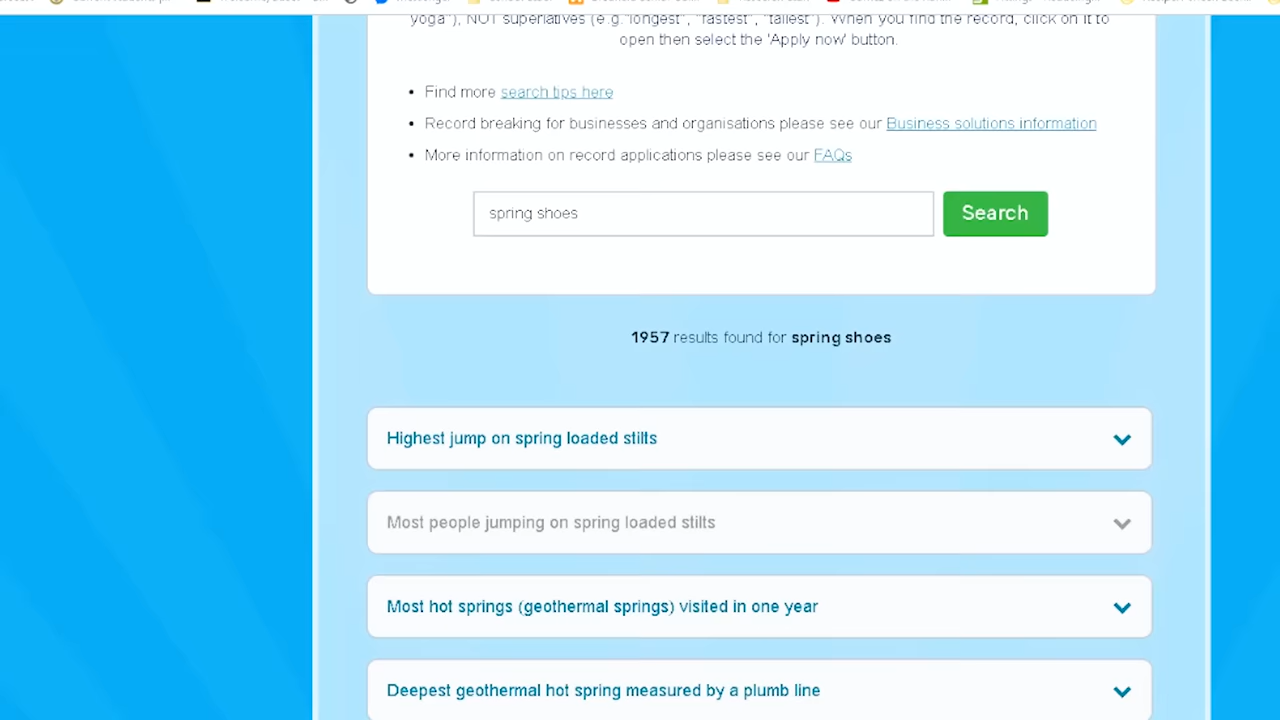 yoga"), NOT superlatives (e.g."longest", "fastest", "tallest"). When you find the record, click on it to
open then select the 'Apply now' button.
• Find more search tips here
• Record breaking for businesses and organisations please see our Business solutions information
• More information on record applications please see our FAQs
spring shoes
Search
1957 results found for spring shoes
Highest jump on spring loaded stilts
Most people jumping on spring loaded stilts
Most hot springs (geothermal springs) visited in one year
Deepest geothermal hot spring measured by a plumb line